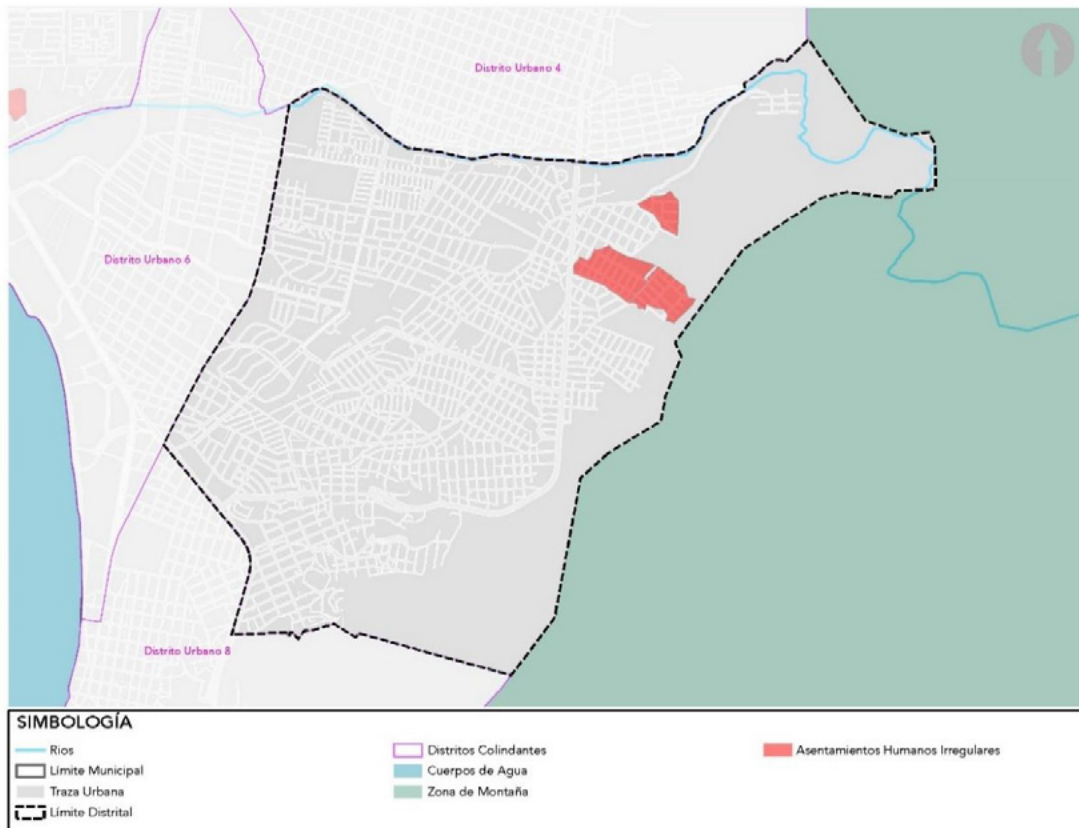 Distrito Urbano 4
Distrito Urbano 6
Distrito Urbano 8
SIMBOLOGÍA
Rios
Límite Municipal
Traza Urbana
Límite Distrital
Distritos Colindantes
Cuerpos de Agua
Zona de Montaña
Asentamientos Humanos Irregulares